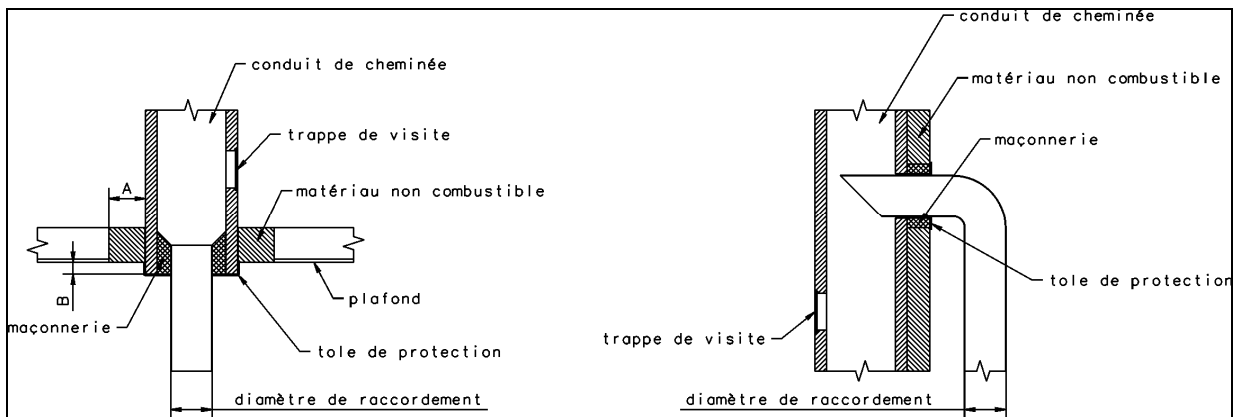 conduit de cheminée
trappe de visite
A
matériau non combustible
B
plafond
maçonnerie
tole de protection
diamètre de raccordement
conduit de cheminée
matériau non combustible
maçonnerie
tole de protection
trappe de visite
diamètre de raccordement